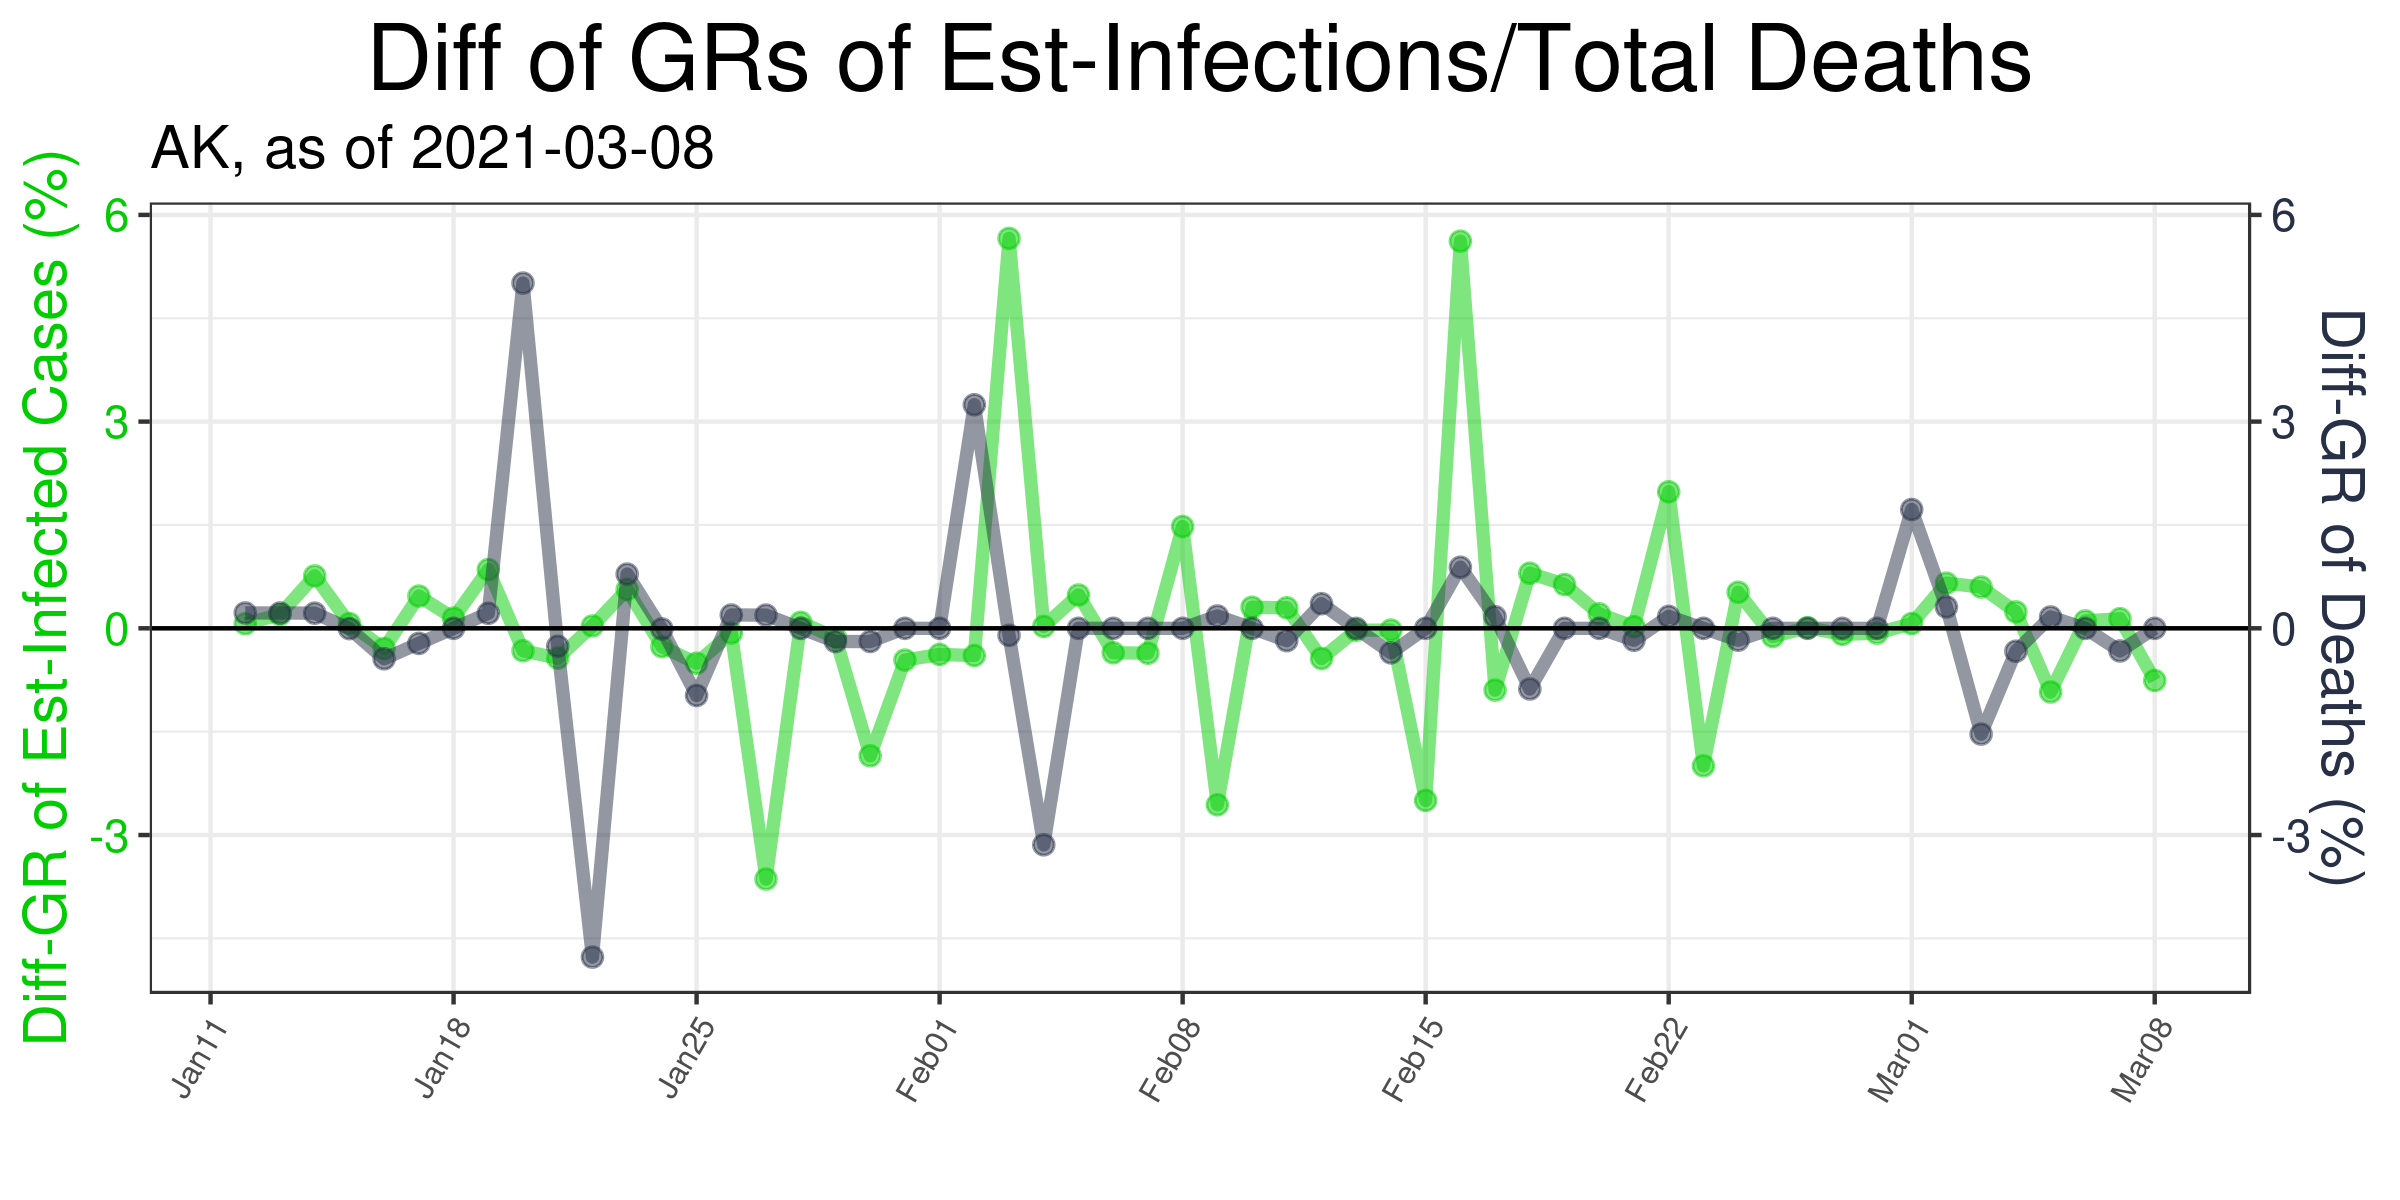 Diff of GRs of Est-Infections/Total Deaths
AK, as of 2021-03-08
Diff-GR of Est-Infected Cases (%)
6
3
0
-3
6
3
0
-3
Diff-GR of Deaths (%)
Jan11
Jan18
Jan25
Feb01
Feb08
Feb15
Feb22
Mar01
Mar08